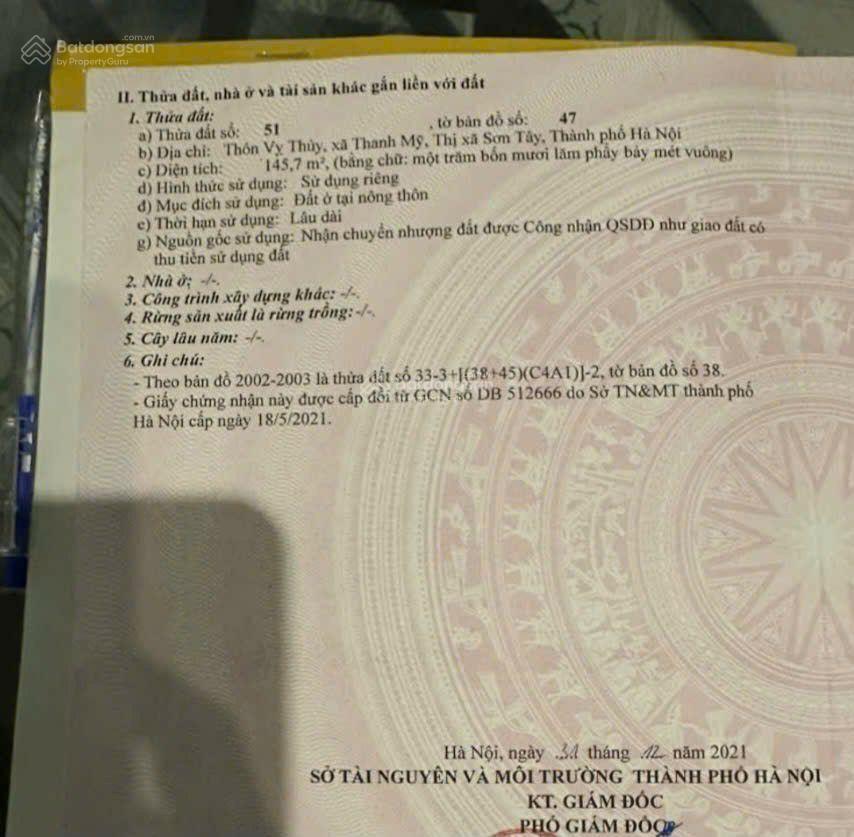 Batdongsan
.com.vn
by PropertyGuru
II. Thửa đất, nhà ở và tài sản khác gắn liền với đất
1. Thửa đất:
a) Thửa đất số: 51 , tờ bản đồ số: 47
b) Địa chỉ: Thôn Vỵ Thủy, xã Thanh Mỹ, Thị xã Sơn Tây, Thành phố Hà Nội
c) Diện tích: 145,7 m², (bằng chữ: một trăm bốn mươi lăm phẩy bảy mét vuông)
d) Hình thức sử dụng: Sử dụng riêng
đ) Mục đích sử dụng: Đất ở tại nông thôn
e) Thời hạn sử dụng: Lâu dài
g) Nguồn gốc sử dụng: Nhận chuyển nhượng đất được Công nhận QSDĐ như giao đất có
thu tiền sử dụng đất
2. Nhà ở: -/-.
3. Công trình xây dựng khác: -/-.
4. Rừng sản xuất là rừng trồng: -/-.
5. Cây lâu năm: -/-.
6. Ghi chú:
- Theo bản đồ 2002-2003 là thửa đất số 33-3+[(38+45)(C4A1)]-2, tờ bản đồ số 38.
- Giấy chứng nhận này được cấp đổi từ GCN số DB 512666 do Sở TN&MT thành phố
Hà Nội cấp ngày 18/5/2021.
Hà Nội, ngày 31 tháng 12 năm 2021
SỞ TÀI NGUYÊN VÀ MÔI TRƯỜNG THÀNH PHỐ HÀ NỘI
KT. GIÁM ĐỐC
PHÓ GIÁM ĐỐC